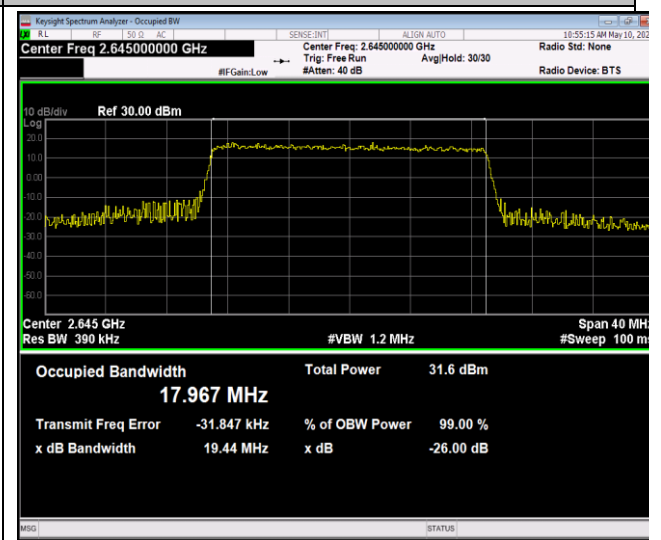 Keysight Spectrum Analyzer - Occupied BW
RL RF 50 Ω AC SENSE:INT ALIGN AUTO 10:55:15 AM May 10, 202
Center Freq 2.645000000 GHz Center Freq: 2.645000000 GHz Radio Std: None
Trig: Free Run Avg|Hold: 30/30
#IFGain:Low #Atten: 40 dB Radio Device: BTS
10 dB/div Ref 30.00 dBm
Log
20.0
10.0
0.00
-10.0
-20.0
-30.0
-40.0
-50.0
-60.0
Center 2.645 GHz Span 40 MHz
Res BW 390 kHz #VBW 1.2 MHz #Sweep 100 ms
Occupied Bandwidth Total Power 31.6 dBm
17.967 MHz
Transmit Freq Error -31.847 kHz % of OBW Power 99.00 %
x dB Bandwidth 19.44 MHz x dB -26.00 dB
MSG STATUS